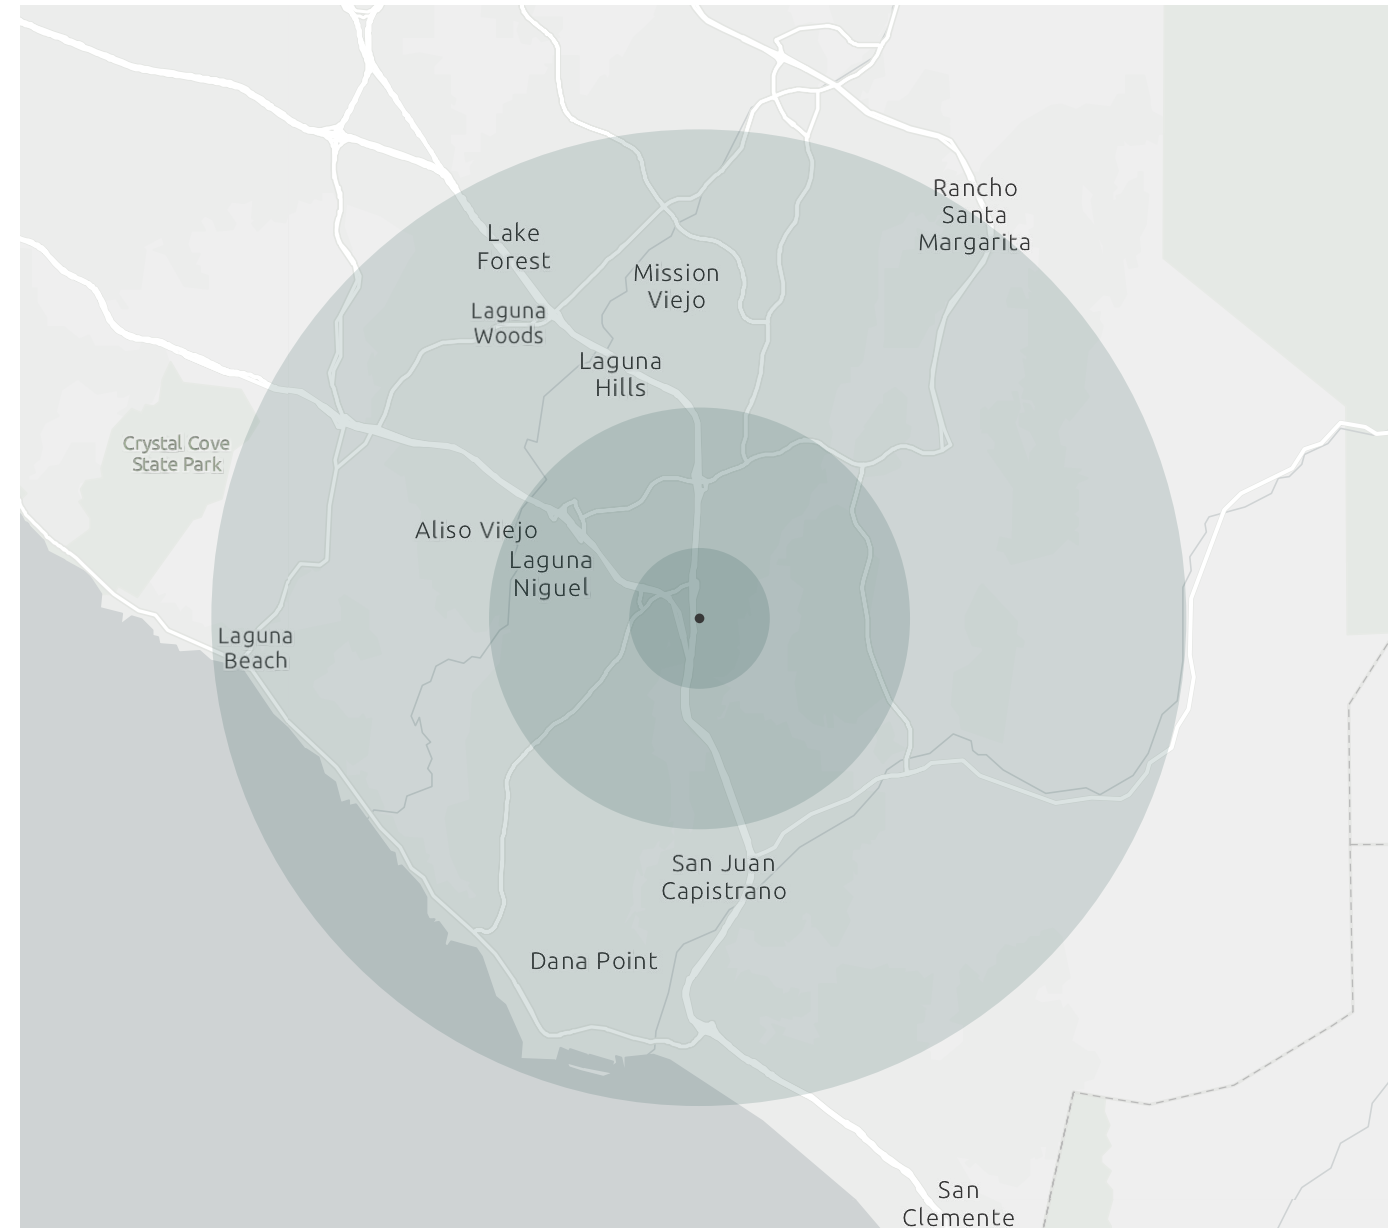 Rancho
Santa
Margarita
Lake
Forest
Mission
Viejo
Laguna
Woods
Laguna
Hills
Crystal Cove
State Park
Aliso Viejo
Laguna
Niguel
Laguna
Beach
San Juan
Capistrano
Dana Point
San
Clemente